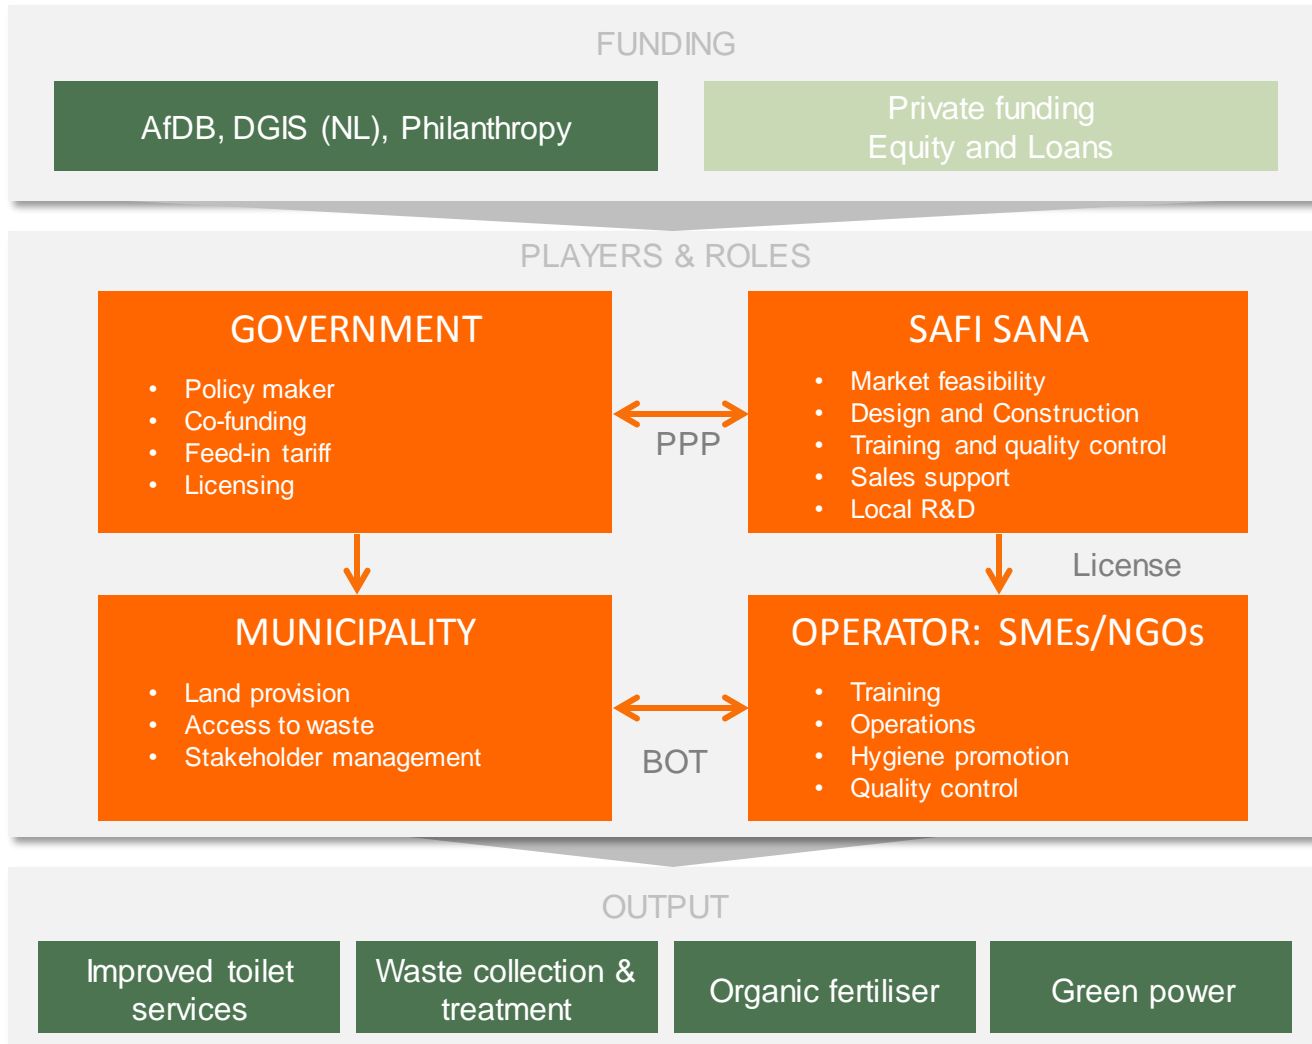 FUNDING
AfDB, DGIS (NL), Philanthropy
Private funding
Equity and Loans
PLAYERS & ROLES
GOVERNMENT
• Policy maker
• Co-funding
• Feed-in tariff
• Licensing
PPP
SAFI SANA
• Market feasibility
• Design and Construction
• Training and quality control
• Sales support
• Local R&D
License
MUNICIPALITY
• Land provision
• Access to waste
• Stakeholder management
BOT
OPERATOR: SMEs/NGOs
• Training
• Operations
• Hygiene promotion
• Quality control
OUTPUT
Improved toilet
services
Waste collection &
treatment
Organic fertiliser
Green power